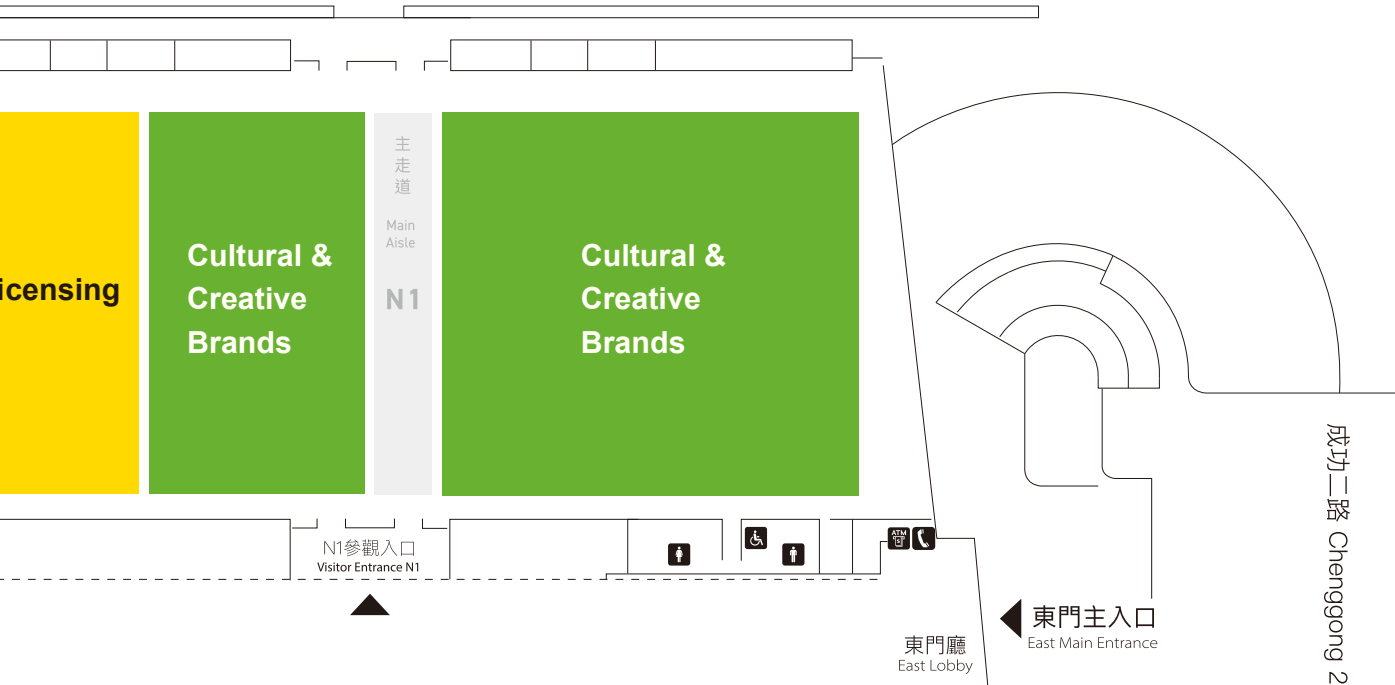 主走道
Main
Aisle
N1
icensing
Cultural &
Creative
Brands
Cultural &
Creative
Brands
N1參觀入口
Visitor Entrance N1
ATM
$
東門主入口
East Main Entrance
東門廳
East Lobby
成功二路 Chenggong 2